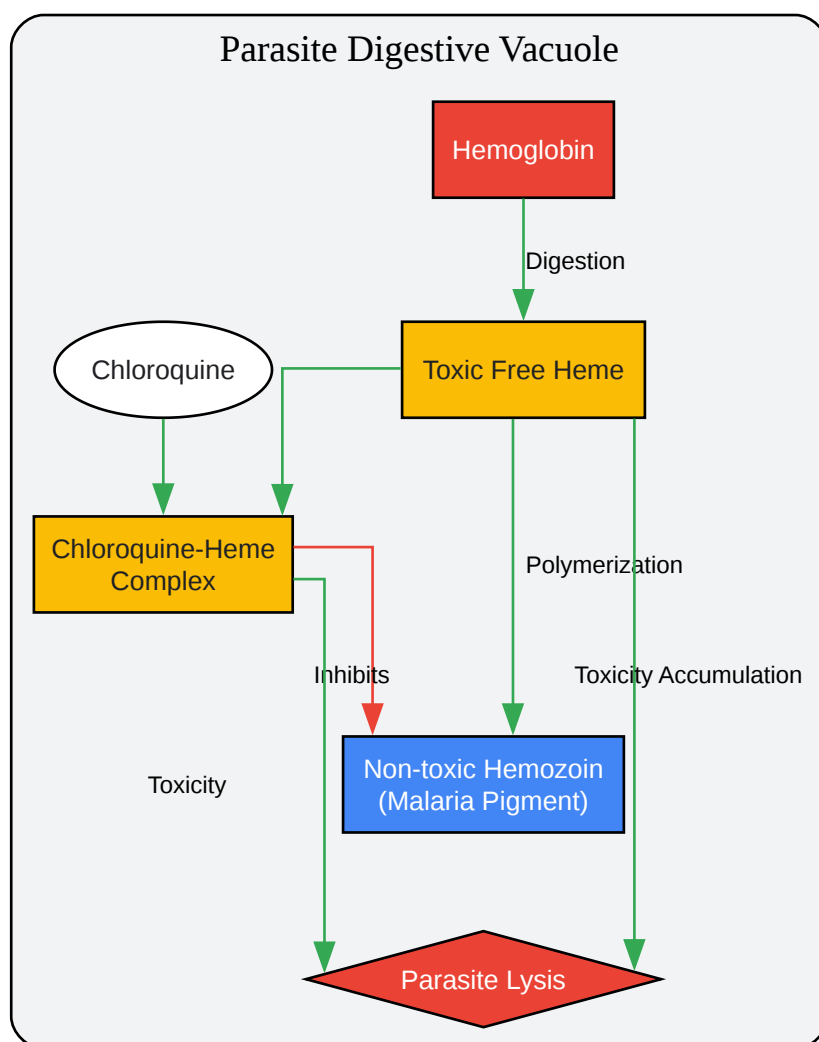 Parasite Digestive Vacuole
Hemoglobin
Digestion
Chloroquine
Toxic Free Heme
Chloroquine-Heme
Complex
Polymerization
Inhibits
Toxicity Accumulation
Toxicity
Non-toxic Hemozoin
(Malaria Pigment)
Parasite Lysis